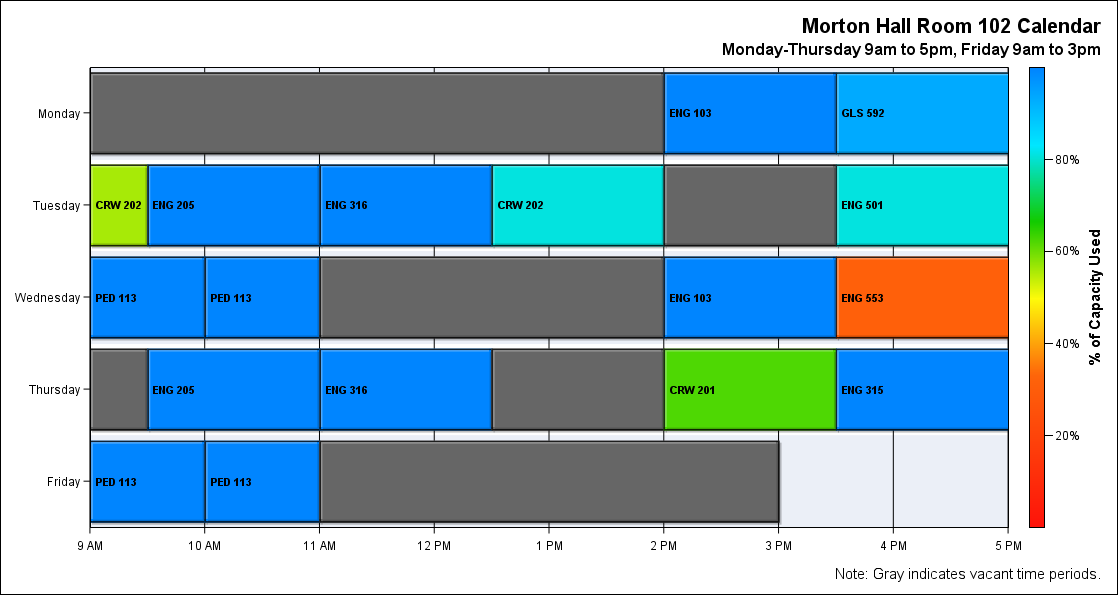 Morton Hall Room 102 Calendar
Monday-Thursday 9am to 5pm, Friday 9am to 3pm
Monday
ENG 103
GLS 592
Tuesday
CRW 202
ENG 205
ENG 316
CRW 202
ENG 501
Wednesday
PED 113
PED 113
ENG 103
ENG 553
Thursday
ENG 205
ENG 316
CRW 201
ENG 315
Friday
PED 113
PED 113
9 AM
10 AM
11 AM
12 PM
1 PM
2 PM
3 PM
4 PM
5 PM
80%
60%
40%
20%
% of Capacity Used
Note: Gray indicates vacant time periods.